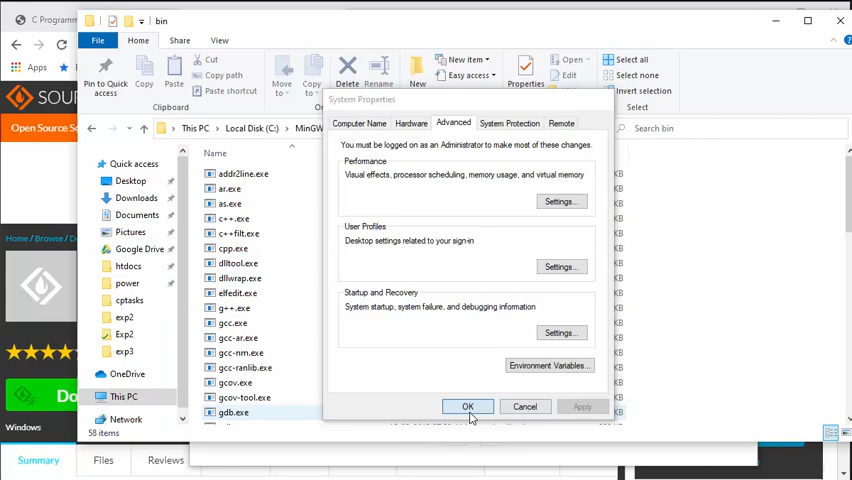 C Programm
bin
File
Home
Share
View
Pin to Quick
access
Copy
Paste
Cut
Copy path
Paste shortcut
Clipboard
Move
to
Copy
to
Delete
Rename
New
New item
Easy access
Properties
Open
Edit
Select all
Select none
Invert selection
Select
Apps
SOU
Open Source S
This PC
Local Disk (C:)
MinGW
Search bin
System Properties
Computer Name
Hardware
Advanced
System Protection
Remote
You must be logged on as an Administrator to make most of these changes.
Performance
Visual effects, processor scheduling, memory usage, and virtual memory
Settings...
User Profiles
Desktop settings related to your sign-in
Settings...
Startup and Recovery
System startup, system failure, and debugging information
Settings...
Environment Variables...
OK
Cancel
Apply
Quick access
Desktop
Downloads
Documents
Pictures
Google Drive
htdocs
power
cptasks
exp2
Exp2
exp3
OneDrive
This PC
Network
58 items
Name
addr2line.exe
ar.exe
as.exe
c++.exe
c++filt.exe
cpp.exe
dlltool.exe
dllwrap.exe
elfedit.exe
g++.exe
gcc.exe
gcc-ar.exe
gcc-nm.exe
gcc-ranlib.exe
gcov.exe
gcov-tool.exe
gdb.exe
Home / Browse / D
Do
Windows
Summary
Files
Reviews